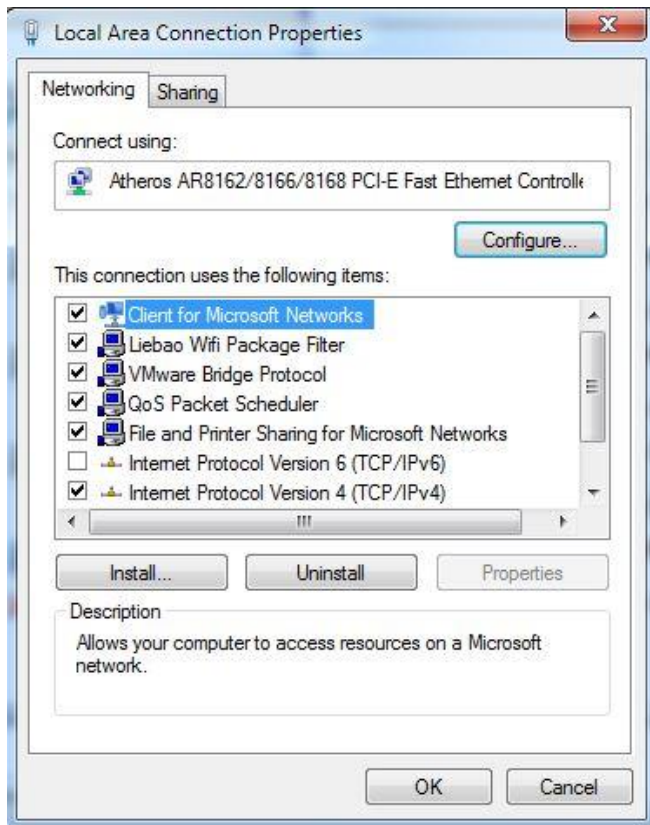 Local Area Connection Properties
Networking
Sharing
Connect using:
Atheros AR8162/8166/8168 PCI-E Fast Ethernet Controlle
Configure...
This connection uses the following items:
Client for Microsoft Networks
Liebao Wifi Package Filter
VMware Bridge Protocol
QoS Packet Scheduler
File and Printer Sharing for Microsoft Networks
Internet Protocol Version 6 (TCP/IPv6)
Internet Protocol Version 4 (TCP/IPv4)
Install...
Uninstall
Properties
Description
Allows your computer to access resources on a Microsoft
network.
OK
Cancel